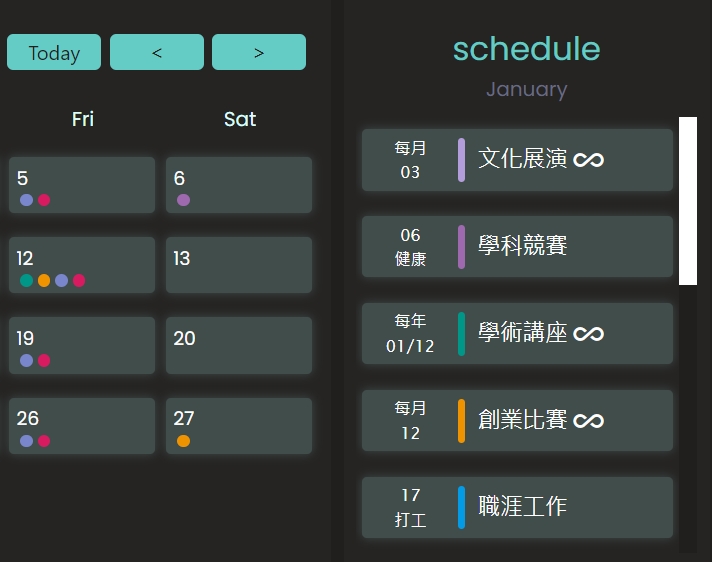 Today < >
Fri Sat
5 6
12 13
19 20
26 27
schedule
January
每月
03
文化展演
06
健康
學科競賽
每年
01/12
學術講座
每月
12
創業比賽
17
打工
職涯工作